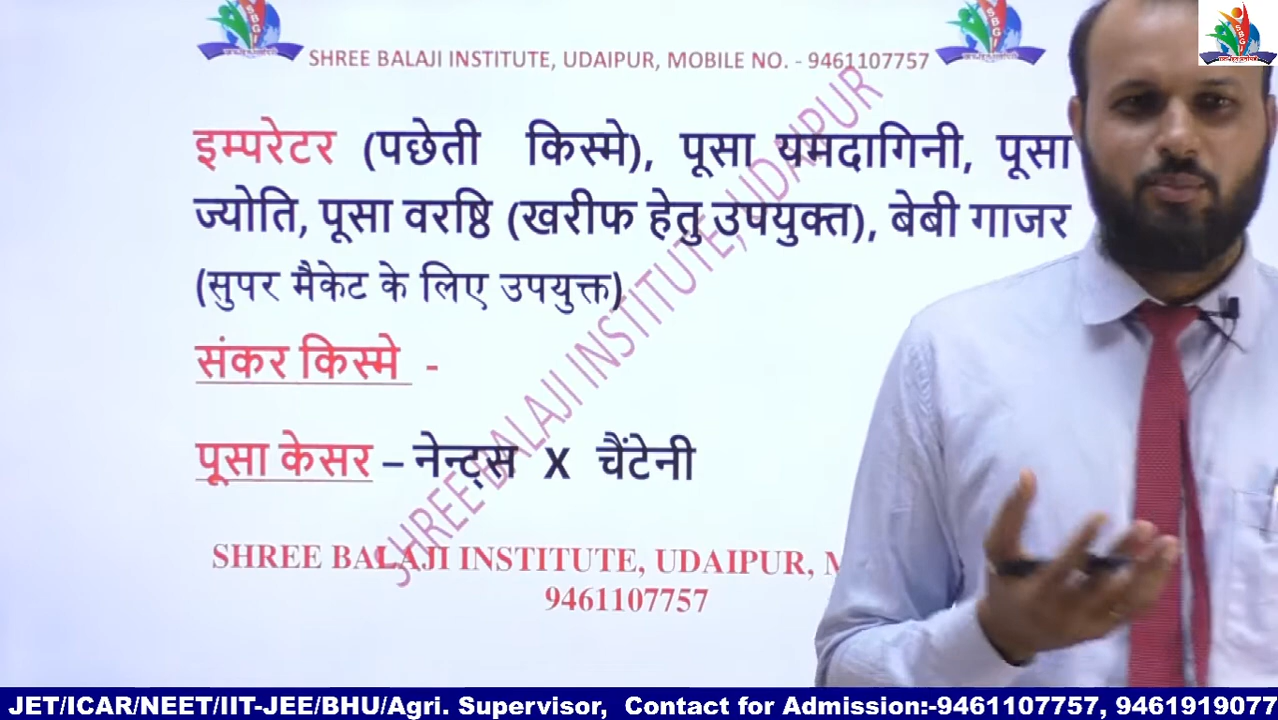 SHREE BALAJI INSTITUTE, UDAIPUR, MOBILE NO. - 9461107757
इम्परेटर (पछेती किस्मे), पूसा यमदागिनी, पूसा
ज्योति, पूसा वरष्ठि (खरीफ हेतु उपयुक्त), बेबी गाजर
(सुपर मैकेट के लिए उपयुक्त)
संकर किस्मे -
पूसा केसर – नेन्ट्स X चैंटेनी
SHREE BALAJI INSTITUTE, UDAIPUR
SHREE BALAJI INSTITUTE, UDAIPUR, M
9461107757
JET/ICAR/NEET/IIT-JEE/BHU/Agri. Supervisor, Contact for Admission:-9461107757, 9461919077